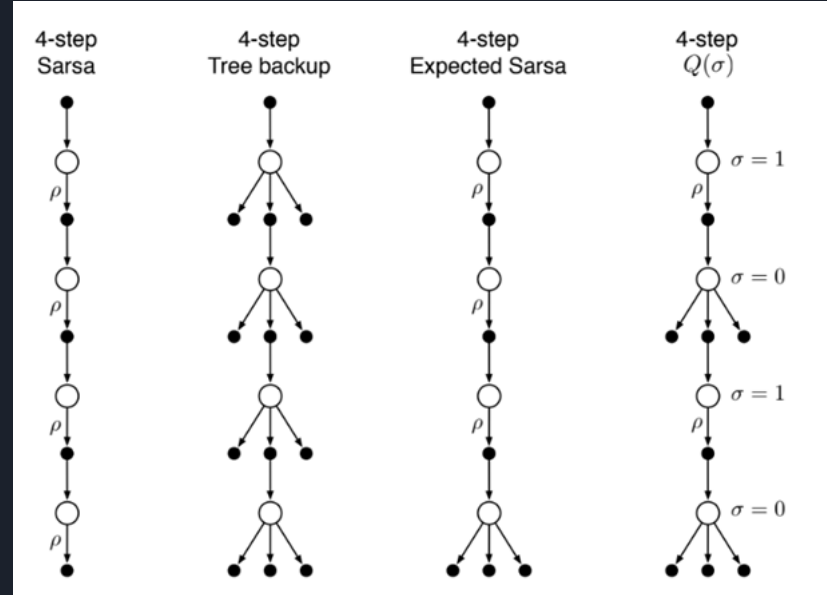 4-step
Sarsa
4-step
Tree backup
4-step
Expected Sarsa
4-step
Q(σ)
ρ
ρ
ρ
ρ
ρ
ρ
ρ
ρ
σ = 1
σ = 0
ρ
σ = 1
σ = 0